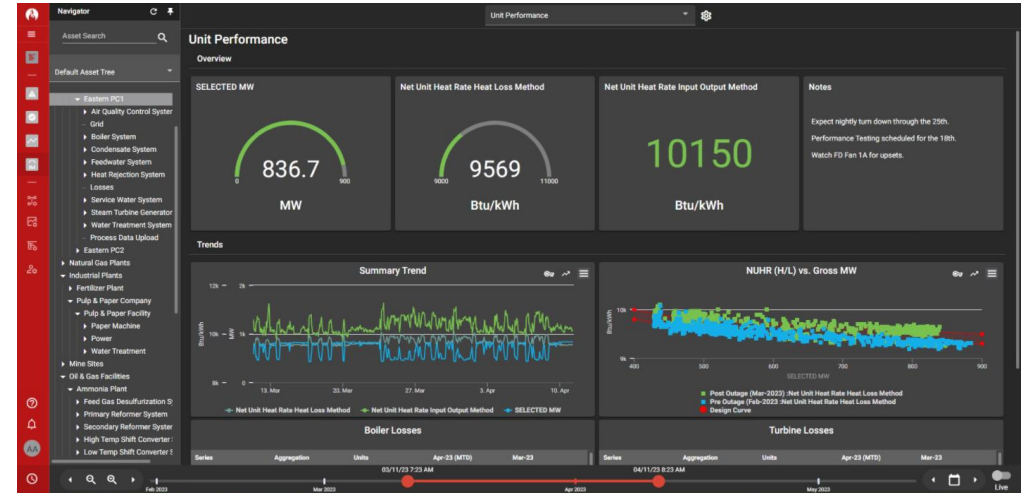 Navigator
Unit Performance
Asset Search
Default Asset Tree
Eastern PC1
Air Quality Control Syster
Grid
Boiler System
Condensate System
Feedwater System
Heat Rejection System
Losses
Service Water System
Steam Turbine Generator
Water Treatment System
Process Data Upload
Eastern PC2
Natural Gas Plants
Industrial Plants
Fertilizer Plant
Pulp & Paper Company
Pulp & Paper Facility
Paper Machine
Power
Water Treatment
Mine Sites
Oil & Gas Facilities
Ammonia Plant
Feed Gas Desulfurization S
Primary Reformer System
Secondary Reformer Syster
High Temp Shift Converter
Low Temp Shift Converter
AA
Unit Performance
Overview
SELECTED MW
836.7
0 900
MW
Net Unit Heat Rate Heat Loss Method
9569
9000 11000
Btu/kWh
Net Unit Heat Rate Input Output Method
10150
Btu/kWh
Notes
Expect nightly turn down through the 25th.
Performance Testing scheduled for the 18th.
Watch FD Fan 1A for upsets.
Trends
Summary Trend
12k 2k
10k 1k
8k 0
Btu/kWh
MW
13. Mar 20. Mar 27. Mar 3. Apr 10. Apr
Net Unit Heat Rate Heat Loss Method Net Unit Heat Rate Input Output Method SELECTED MW
NUHR (H/L) vs. Gross MW
10k
9k
Btu/kWh
400 500 600 700 800 900
SELECTED MW
Post Outage (Mar-2023) :Net Unit Heat Rate Heat Loss Method
Pre Outage (Feb-2023 :Net Unit Heat Rate Heat Loss Method
Design Curve
Boiler Losses
Series Aggregation Units Apr-23 (MTD) Mar-23
Turbine Losses
Series Aggregation Units Apr-23 (MTD) Mar-23
03/11/23 7:23 AM 04/11/23 8:23 AM
Feb 2023 Mar 2023 Apr 2023 May 2023
Live